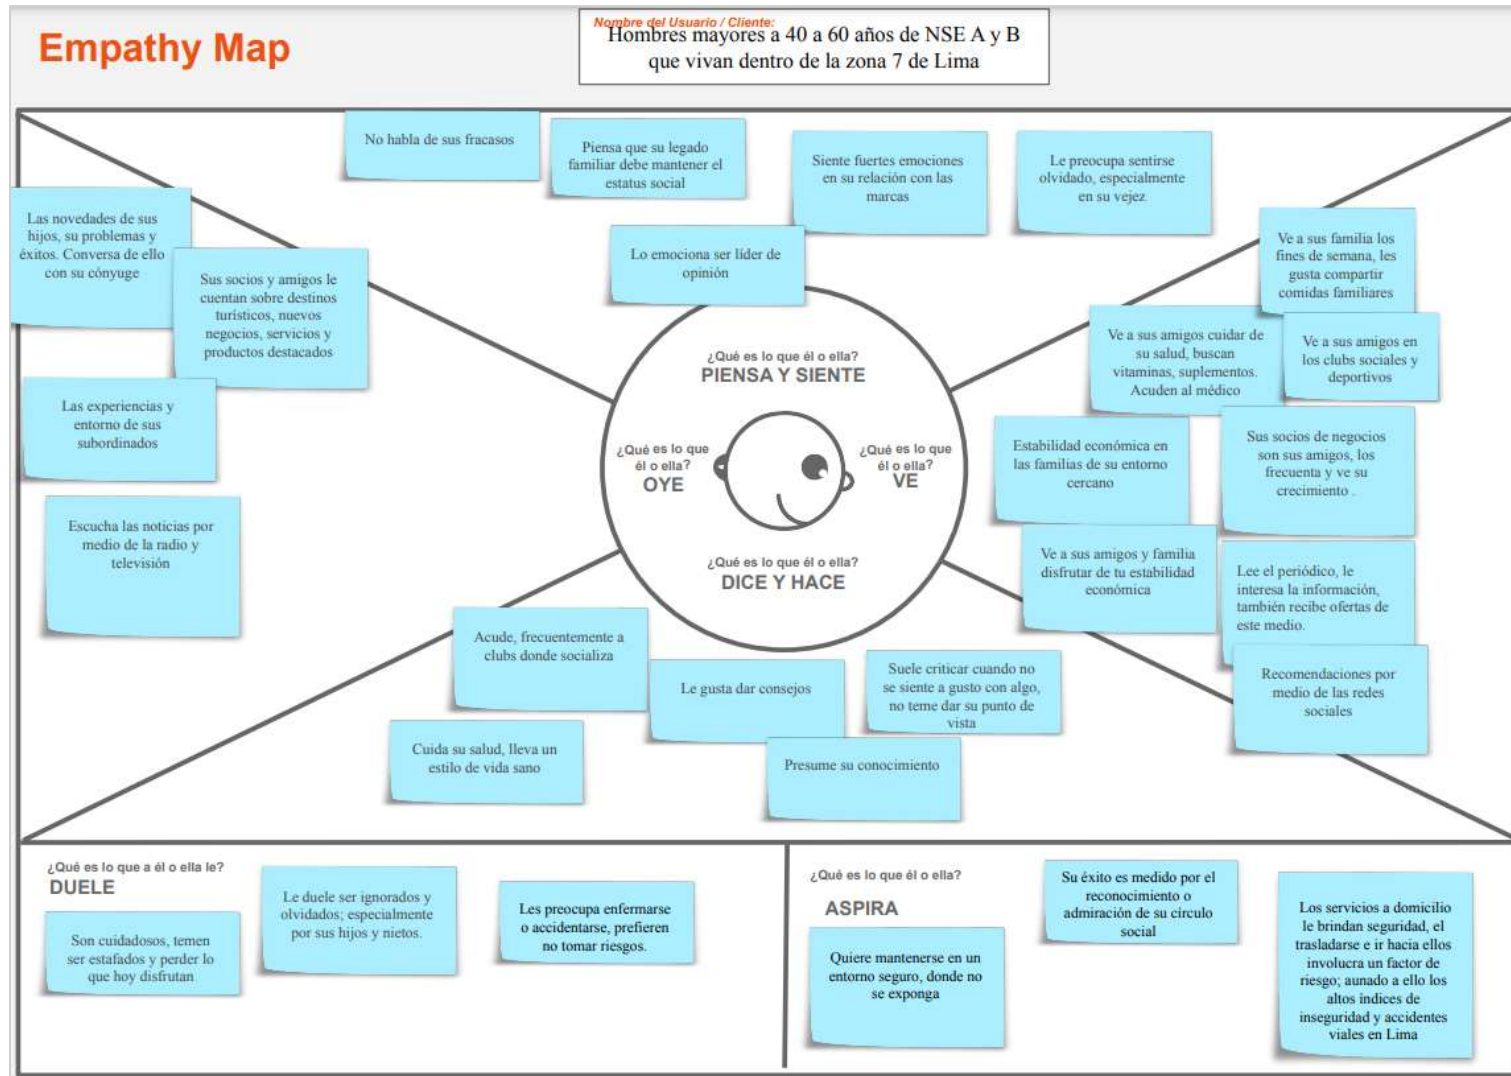 Empathy Map
Nombre del Usuario / Cliente:
Hombres mayores a 40 a 60 años de NSE A y B
que vivan dentro de la zona 7 de Lima
No habla de sus fracasos
Piensa que su legado
familiar debe mantener el
estatus social
Siente fuertes emociones
en su relación con las
marcas
Le preocupa sentirse
olvidado, especialmente
en su vejez
Lo emociona ser líder de
opinión
Las novedades de sus
hijos, su problemas y
éxitos. Conversa de ello
con su cónyuge
Sus socios y amigos le
cuentan sobre destinos
turísticos, nuevos
negocios, servicios y
productos destacados
Las experiencias y
entorno de sus
subordinados
Escucha las noticias por
medio de la radio y
televisión
¿Qué es lo que él o ella?
PIENSA Y SIENTE
¿Qué es lo que
él o ella?
OYE
¿Qué es lo que
él o ella?
VE
¿Qué es lo que él o ella?
DICE Y HACE
Ve a sus familia los
fines de semana, les
gusta compartir
comidas familiares
Ve a sus amigos cuidar de
su salud, buscan
vitaminas, suplementos.
Acuden al médico
Ve a sus amigos en
los clubs sociales y
deportivos
Estabilidad económica en
las familias de su entorno
cercano
Sus socios de negocios
son sus amigos, los
frecuenta y ve su
crecimiento .
Ve a sus amigos y familia
disfrutar de tu estabilidad
económica
Lee el periódico, le
interesa la información,
también recibe ofertas de
este medio.
Recomendaciones por
medio de las redes
sociales
Acude, frecuentemente a
clubs donde socializa
Le gusta dar consejos
Suele criticar cuando no
se siente a gusto con algo,
no teme dar su punto de
vista
Cuida su salud, lleva un
estilo de vida sano
Presume su conocimiento
¿Qué es lo que a él o ella le?
DUELE
Son cuidadosos, temen
ser estafados y perder lo
que hoy disfrutan
Le duele ser ignorados y
olvidados; especialmente
por sus hijos y nietos.
Les preocupa enfermarse
o accidentarse, prefieren
no tomar riesgos.
¿Qué es lo que él o ella?
ASPIRA
Quiere mantenerse en un
entorno seguro, donde no
se exponga
Su éxito es medido por el
reconocimiento o
admiración de su círculo
social
Los servicios a domicilio
le brindan seguridad, el
trasladarse e ir hacia ellos
involucra un factor de
riesgo; aunado a ello los
altos índices de
inseguridad y accidentes
viales en Lima